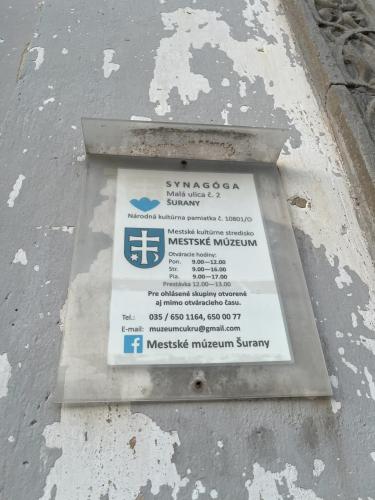 SYNAGÓGA
Malá ulica č. 2
ŠURANY
Národná kultúrna pamiatka č. 10801/0
Mestské kultúrne stredisko
MESTSKÉ MÚZEUM
Otváracie hodiny:
Pon. 9.00—12.00
Str. 9.00—16.00
Pia. 9.00—17.00
Prestávka 12.00—13.00
Pre ohlásené skupiny otvorené
aj mimo otváracieho času.
Tel.: 035 / 650 1164, 650 00 77
E-mail: muzeumcukru@gmail.com
f Mestské múzeum Šurany